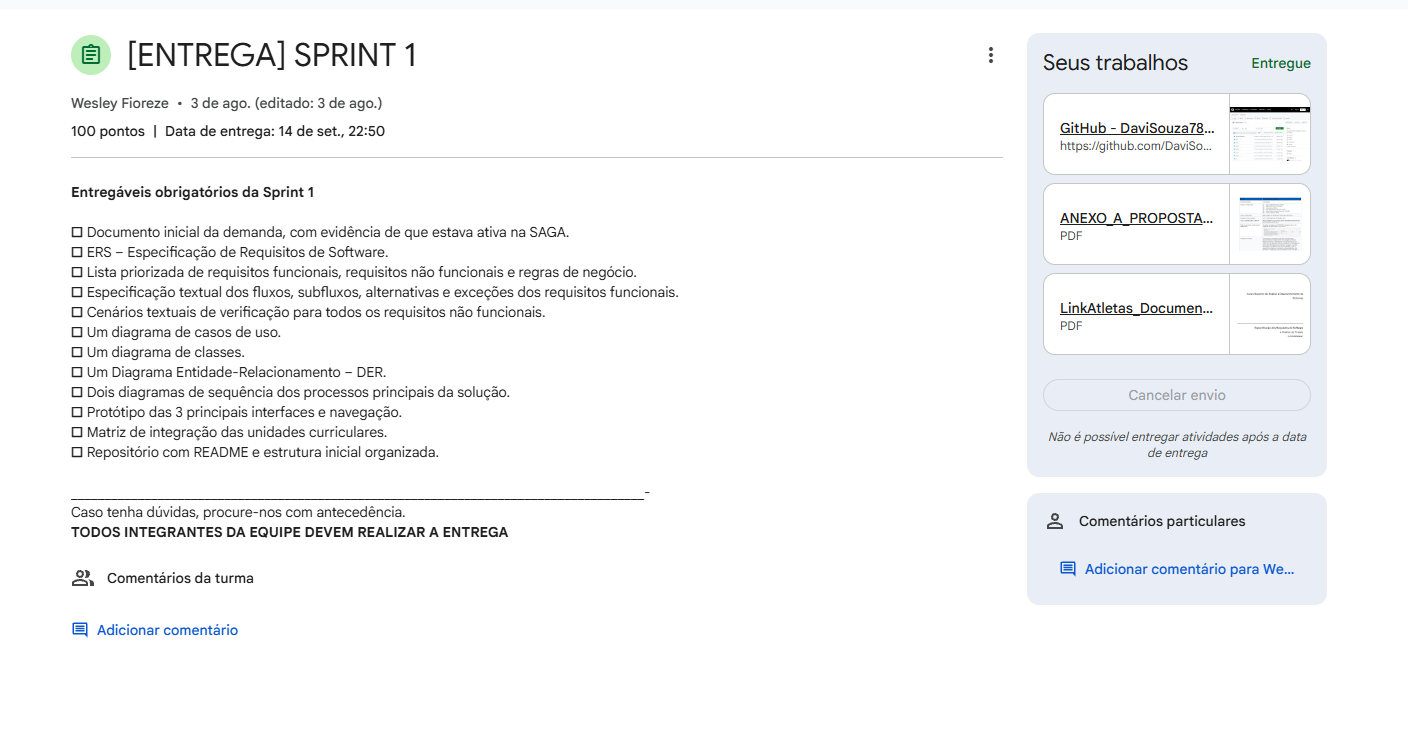 [ENTREGA] SPRINT 1
Wesley Fioreze • 3 de ago. (editado: 3 de ago.)
100 pontos | Data de entrega: 14 de set., 22:50
Entregáveis obrigatórios da Sprint 1
☐ Documento inicial da demanda, com evidência de que estava ativa na SAGA.
☐ ERS – Especificação de Requisitos de Software.
☐ Lista priorizada de requisitos funcionais, requisitos não funcionais e regras de negócio.
☐ Especificação textual dos fluxos, subfluxos, alternativas e exceções dos requisitos funcionais.
☐ Cenários textuais de verificação para todos os requisitos não funcionais.
☐ Um diagrama de casos de uso.
☐ Um diagrama de classes.
☐ Um Diagrama Entidade-Relacionamento – DER.
☐ Dois diagramas de sequência dos processos principais da solução.
☐ Protótipo das 3 principais interfaces e navegação.
☐ Matriz de integração das unidades curriculares.
☐ Repositório com README e estrutura inicial organizada.
Caso tenha dúvidas, procure-nos com antecedência.
TODOS INTEGRANTES DA EQUIPE DEVEM REALIZAR A ENTREGA
Comentários da turma
Adicionar comentário
Seus trabalhos
Entregue
GitHub - DaviSouza78...
https://github.com/DaviSo...
ANEXO_A_PROPOSTA...
PDF
LinkAtletas_Documen...
PDF
Cancelar envio
Não é possível entregar atividades após a data
de entrega
Comentários particulares
Adicionar comentário para We...